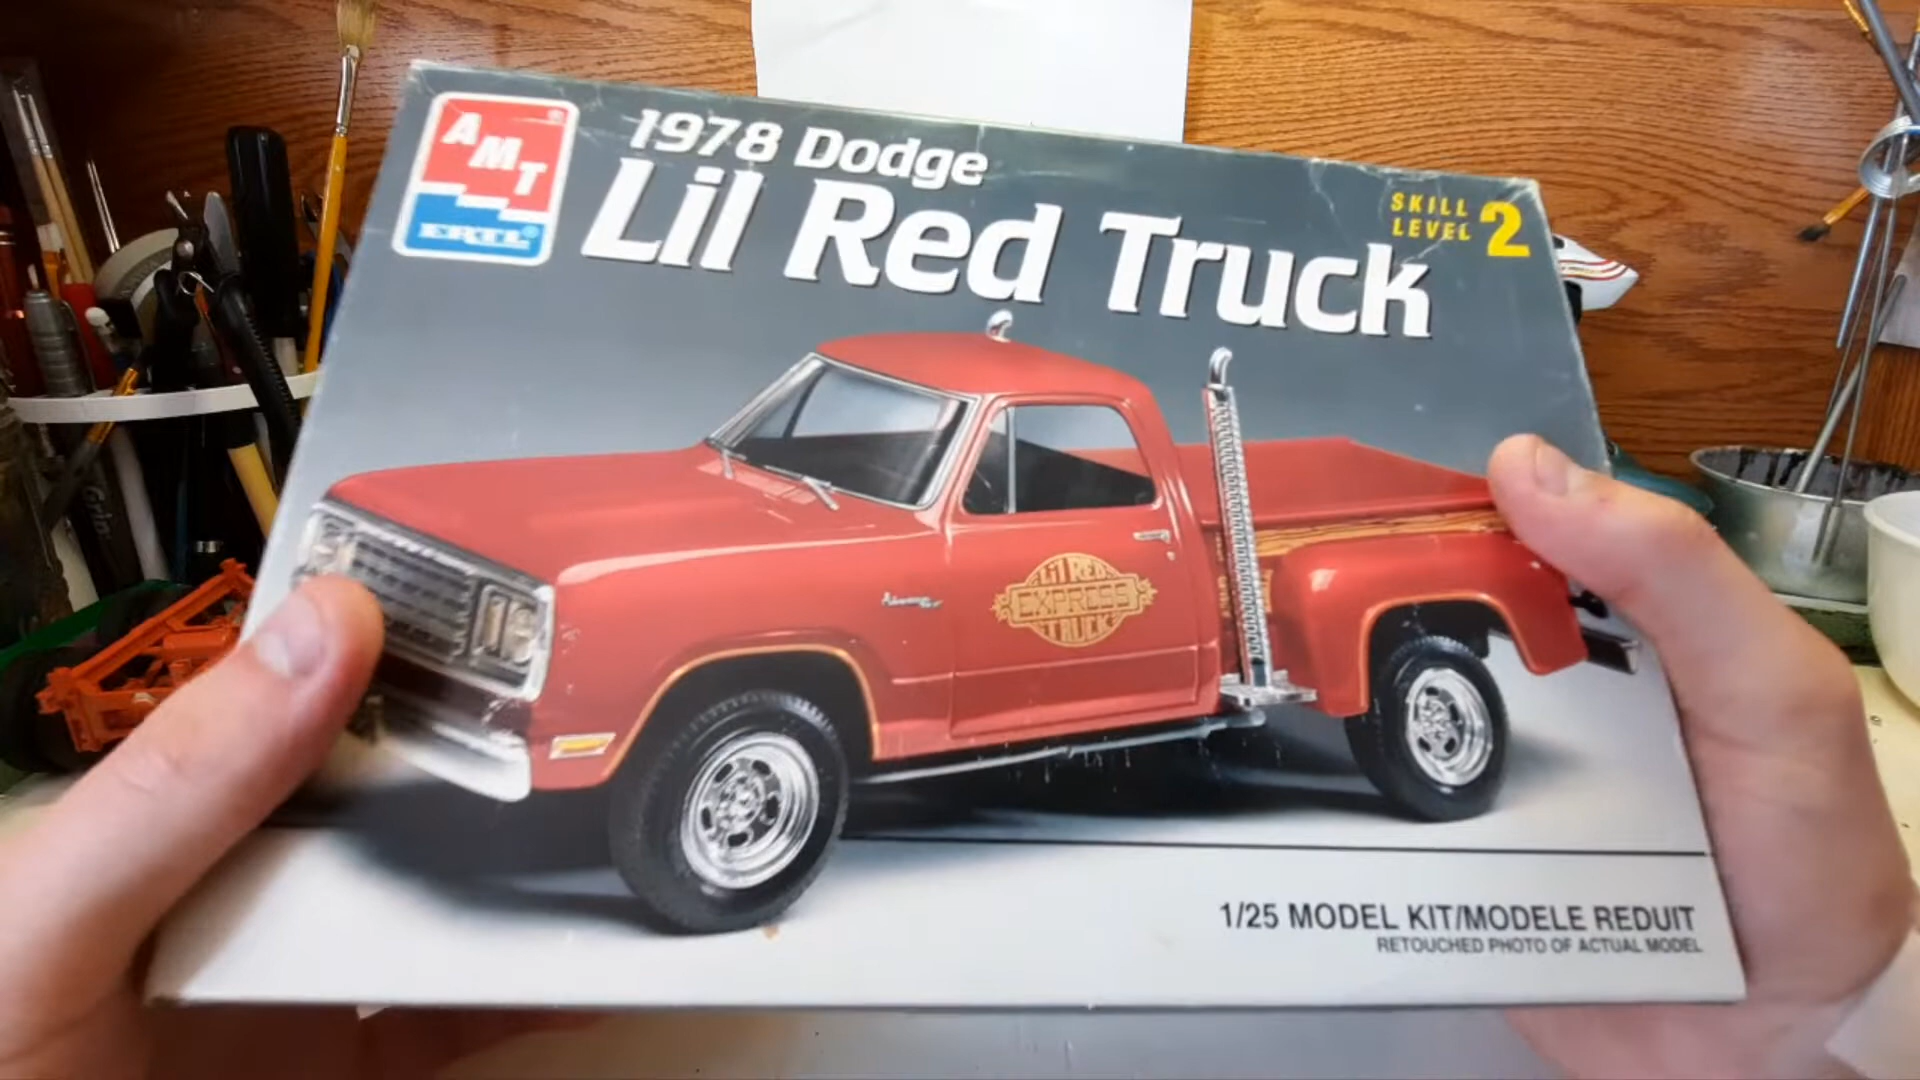 AMT
ERTL
1978 Dodge
Lil Red Truck
SKILL
LEVEL 2
LIL RED
EXPRESS
TRUCK
1/25 MODEL KIT/MODELE REDUIT
RETOUCHED PHOTO OF ACTUAL MODEL